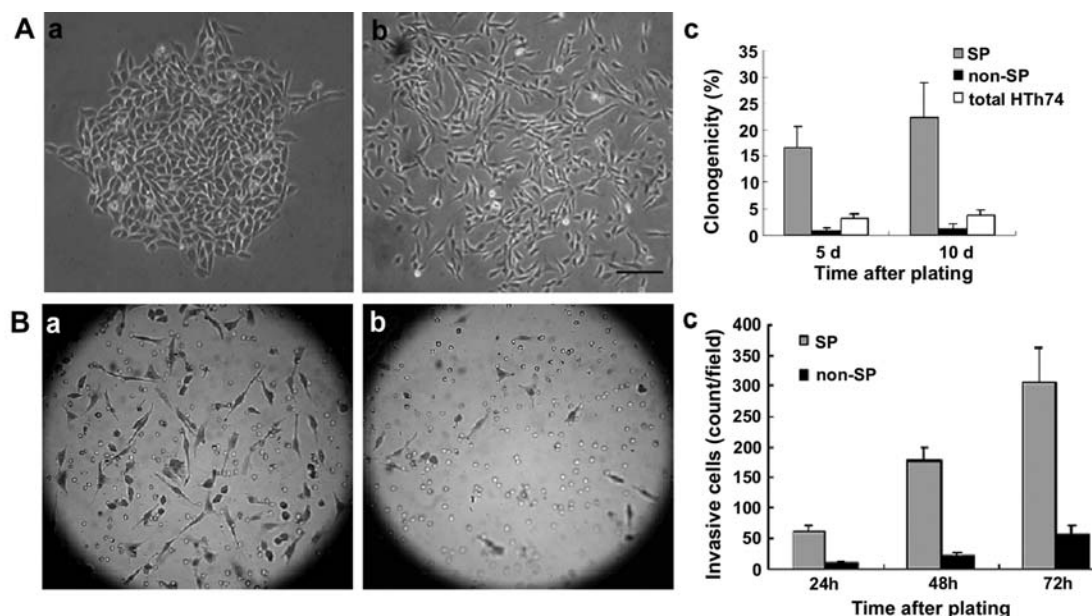 A
a
b
c
35
30
25
20
15
10
5
0
Clonogenicity (%)
SP
non-SP
total HTh74
5 d
10 d
Time after plating
B
a
b
c
400
350
300
250
200
150
100
50
0
Invasive cells (count/field)
SP
non-SP
24h
48h
72h
Time after plating